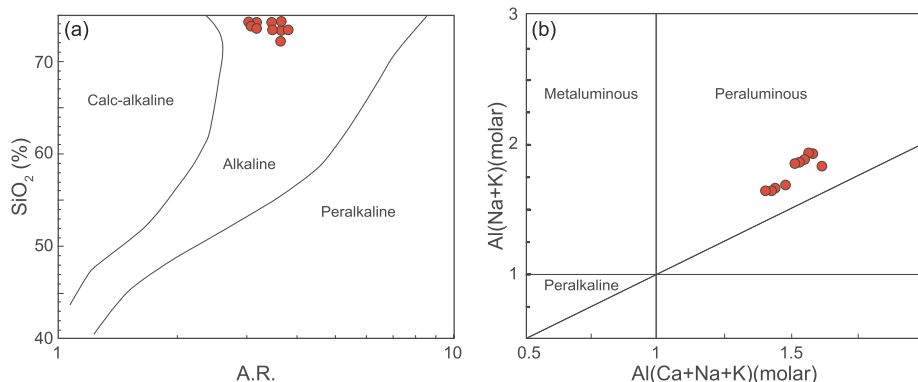 (a)
70
60
50
40
SiO2 (%)
Calc-alkaline
Alkaline
Peralkaline
1
10
A.R.
(b)
3
2
1
Al(Na+K)(molar)
Metaluminous
Peraluminous
Peralkaline
0.5
1
1.5
Al(Ca+Na+K)(molar)